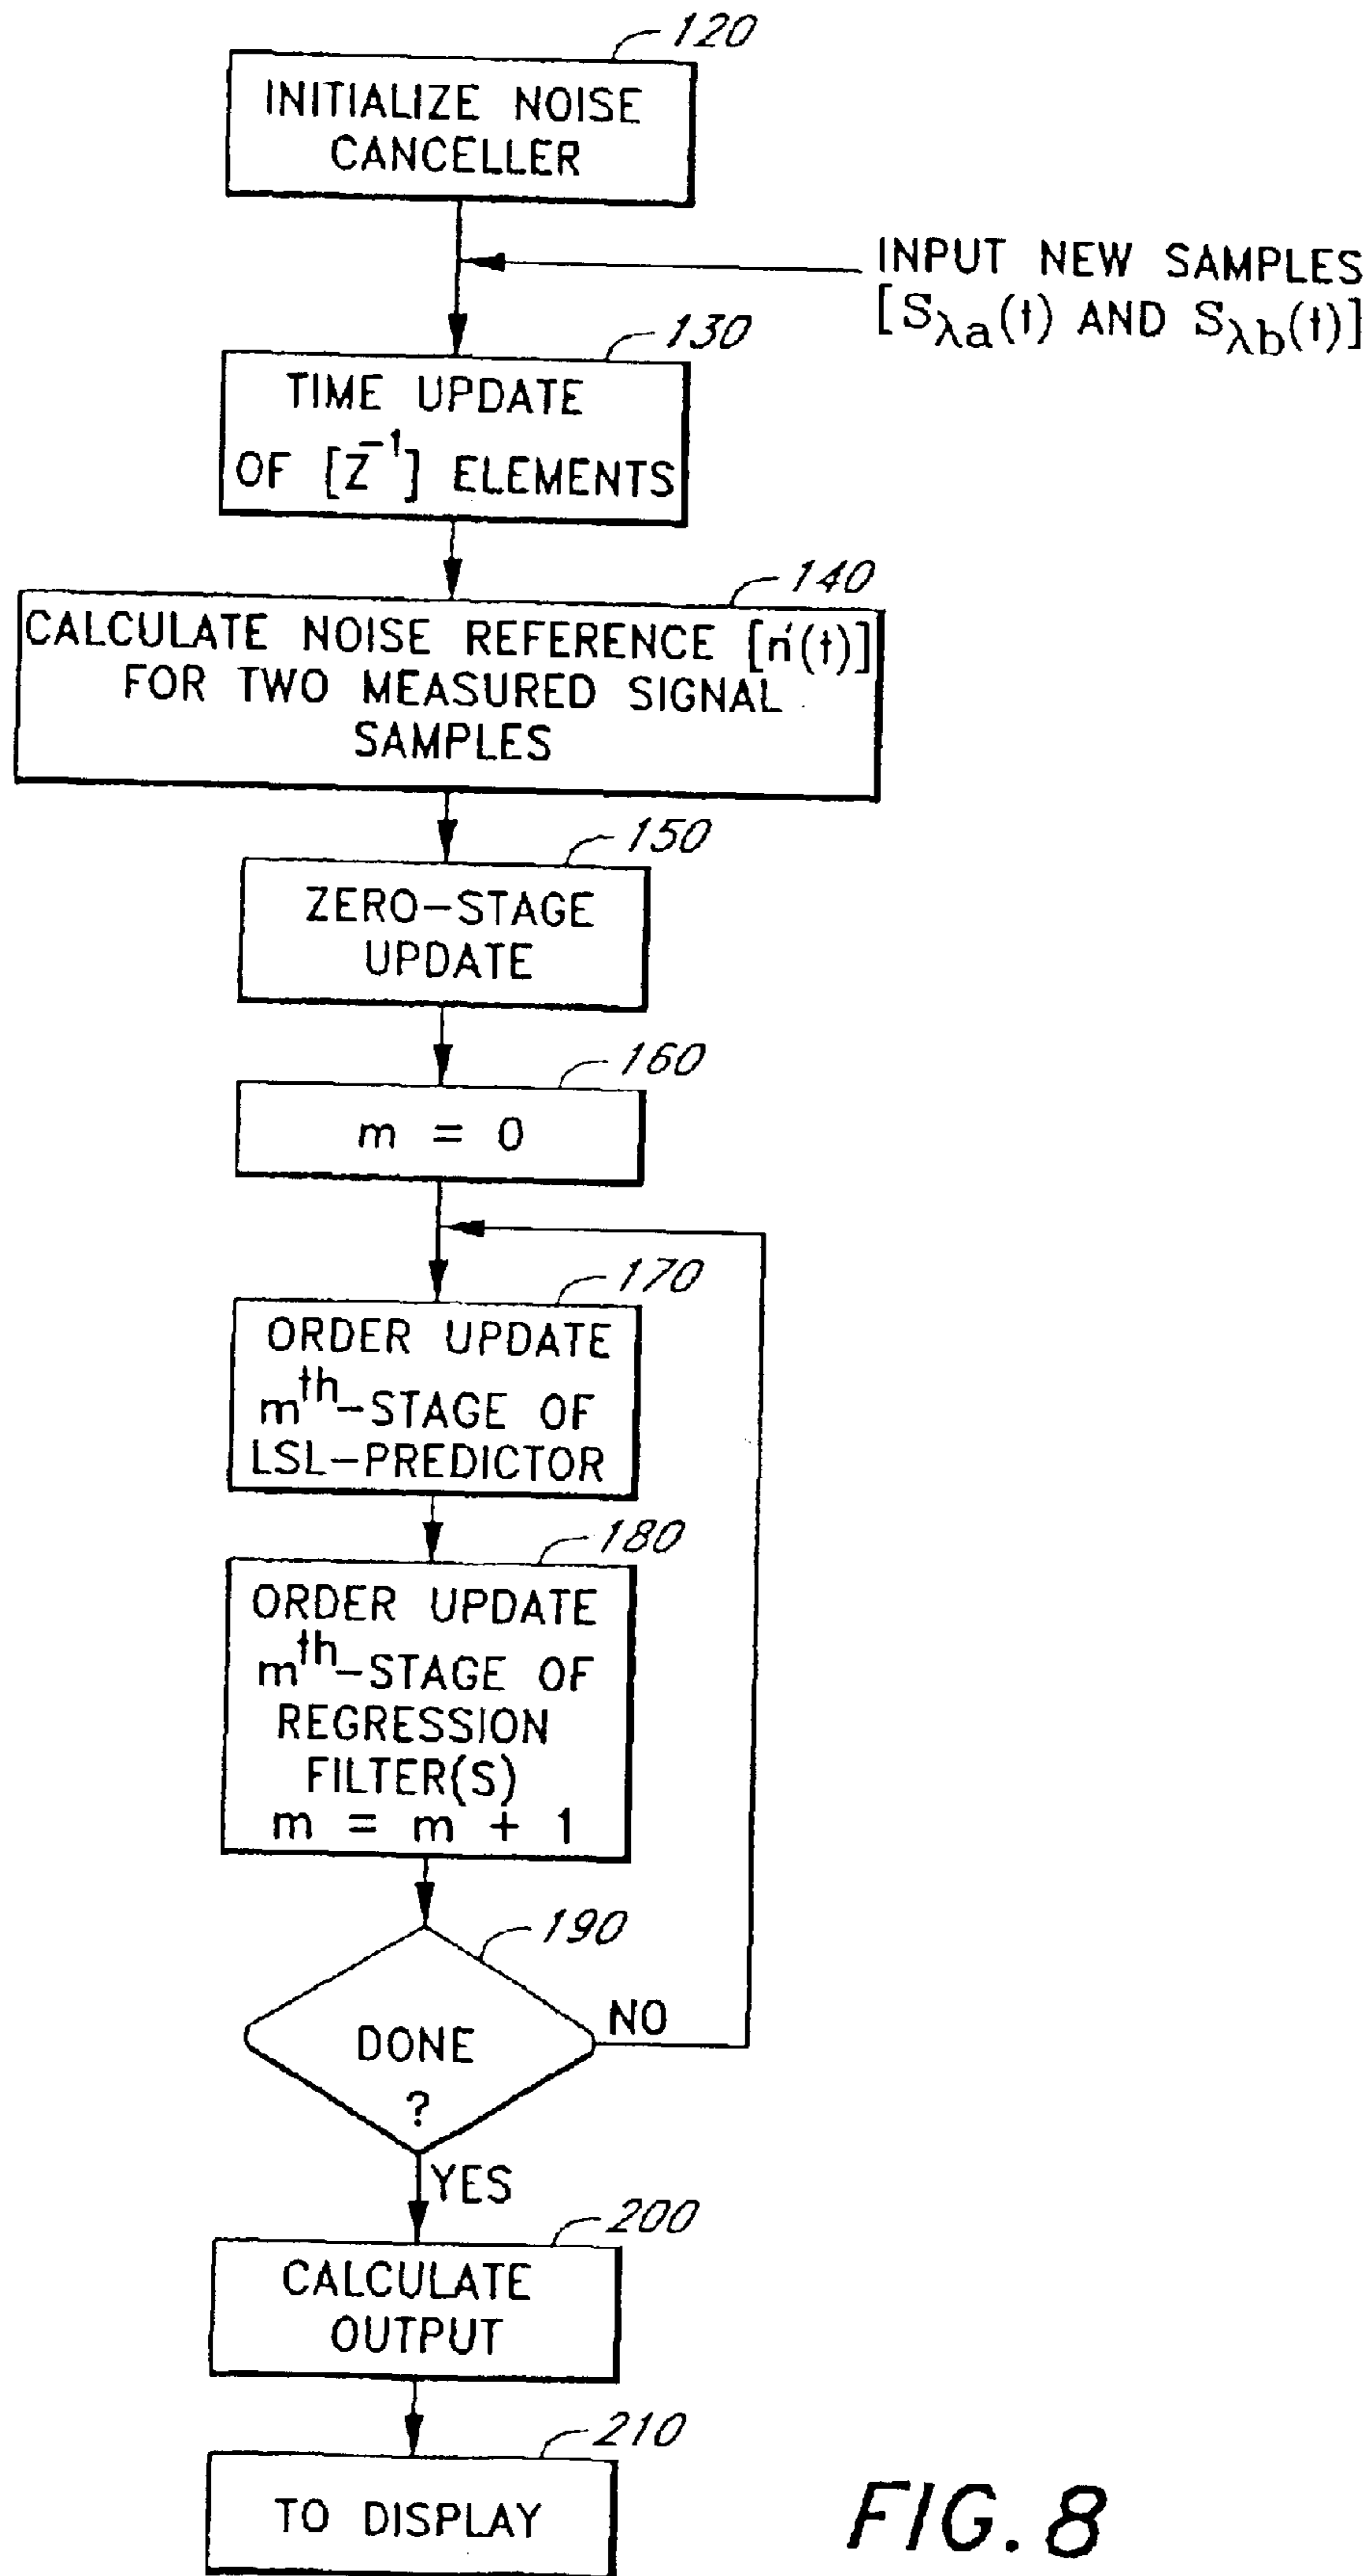 120
INITIALIZE NOISE
CANCELLER
INPUT NEW SAMPLES
[Sλa(t) AND Sλb(t)]
130
TIME UPDATE
OF [Z⁻¹] ELEMENTS
140
CALCULATE NOISE REFERENCE [n'(t)]
FOR TWO MEASURED SIGNAL
SAMPLES
150
ZERO-STAGE
UPDATE
160
m = 0
170
ORDER UPDATE
mth-STAGE OF
LSL-PREDICTOR
180
ORDER UPDATE
mth-STAGE OF
REGRESSION
FILTER(S)
m = m + 1
190
DONE
?
NO
YES
200
CALCULATE
OUTPUT
210
TO DISPLAY
FIG. 8